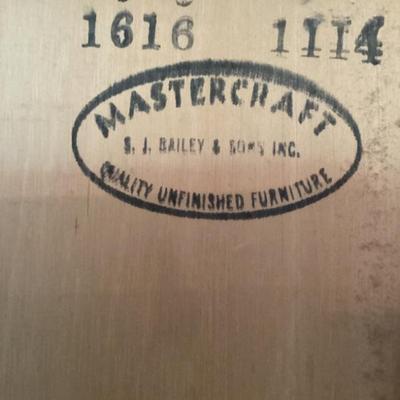 1616 1114
MASTERCRAFT
S. J. BAILEY & SONS INC.
QUALITY UNFINISHED FURNITURE